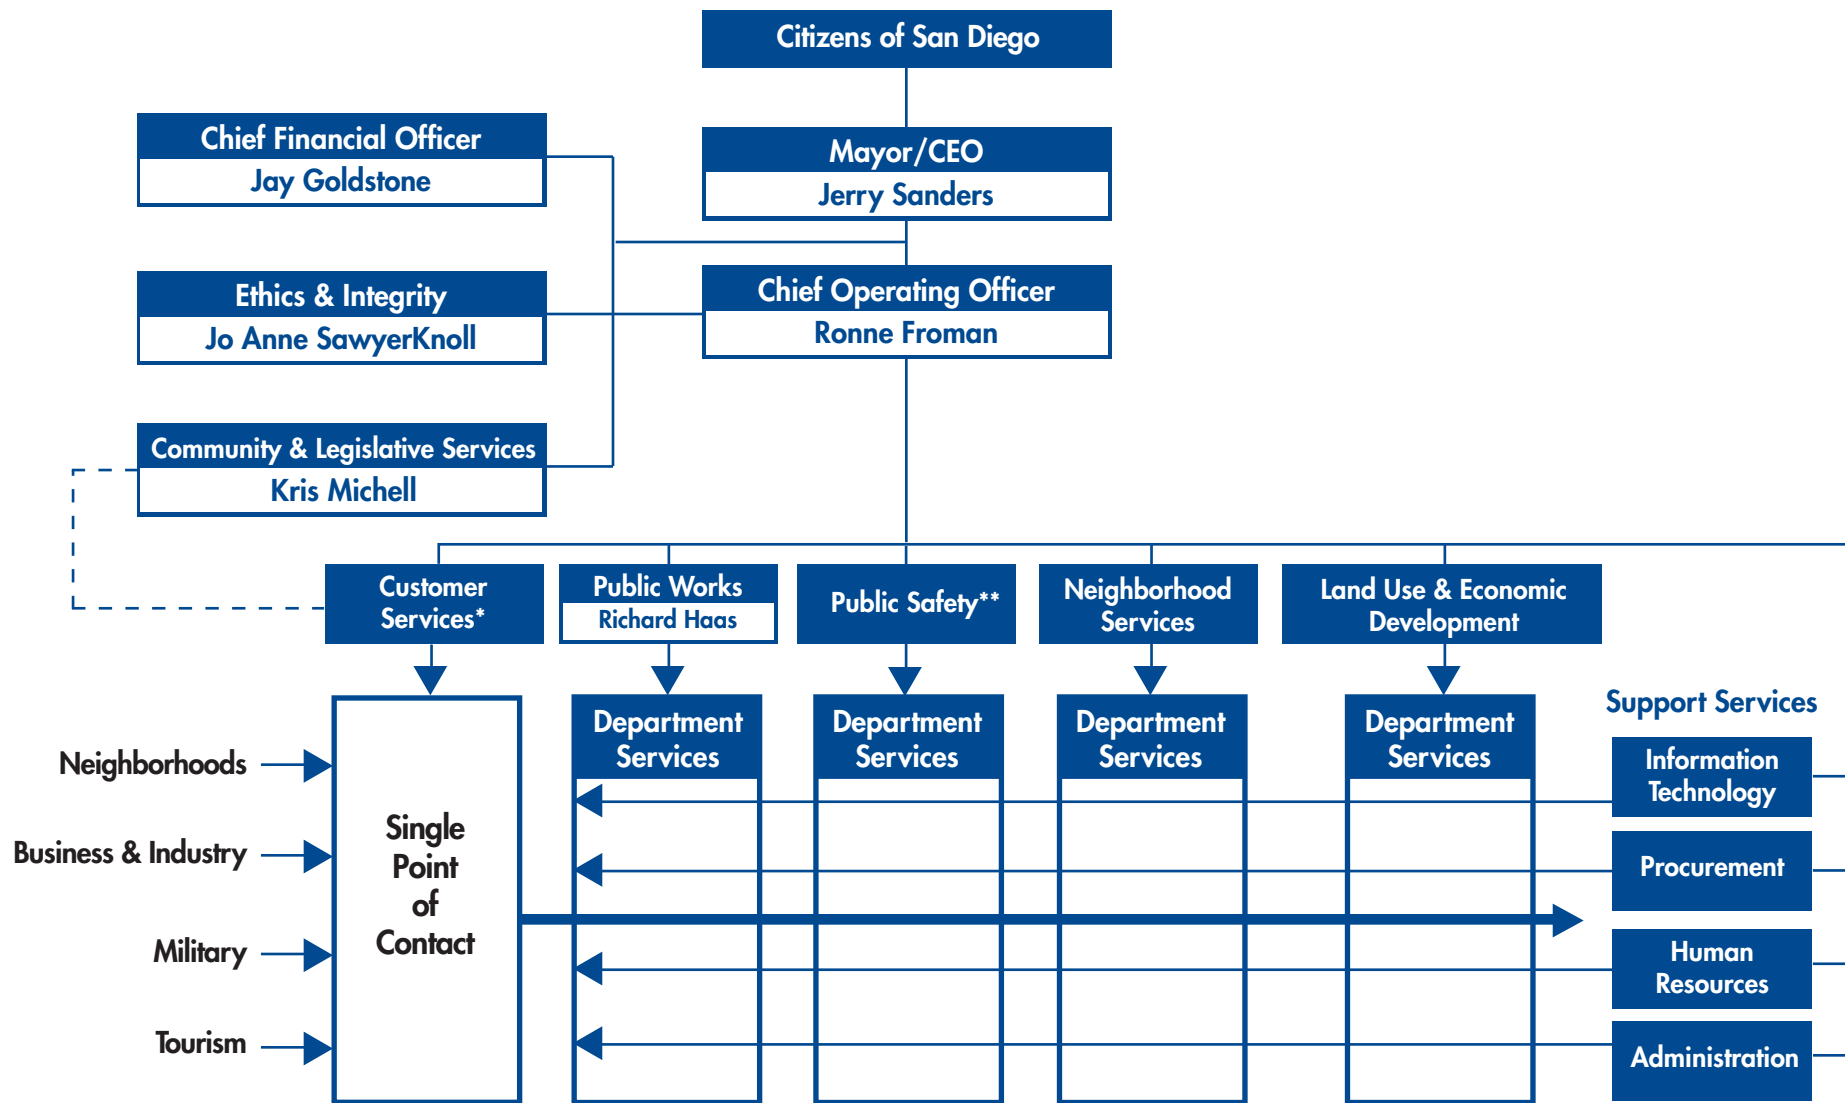 Citizens of San Diego
Chief Financial Officer
Jay Goldstone
Mayor/CEO
Jerry Sanders
Ethics & Integrity
Jo Anne SawyerKnoll
Chief Operating Officer
Ronne Froman
Community & Legislative Services
Kris Michell
Customer
Services*
Public Works
Richard Haas
Public Safety**
Neighborhood
Services
Land Use & Economic
Development
Neighborhoods
Business & Industry
Military
Tourism
Single
Point
of
Contact
Department
Services
Department
Services
Department
Services
Department
Services
Support Services
Information
Technology
Procurement
Human
Resources
Administration